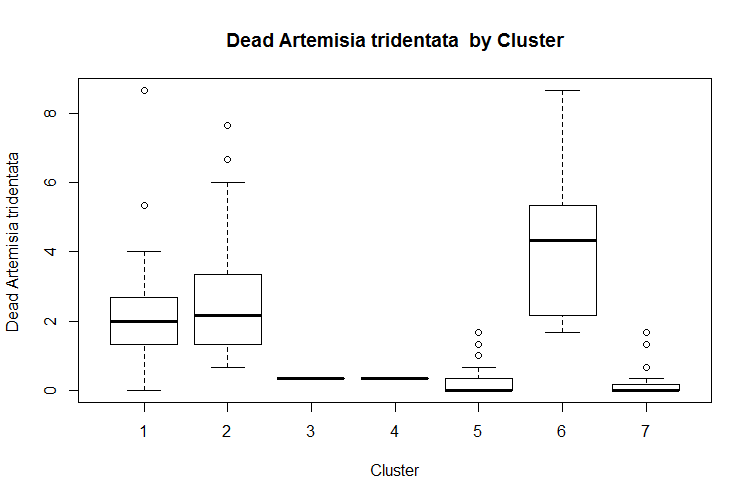 Dead Artemisia tridentata  by Cluster
Dead Artemisia tridentata
8
6
4
2
0
1 2 3 4 5 6 7
Cluster